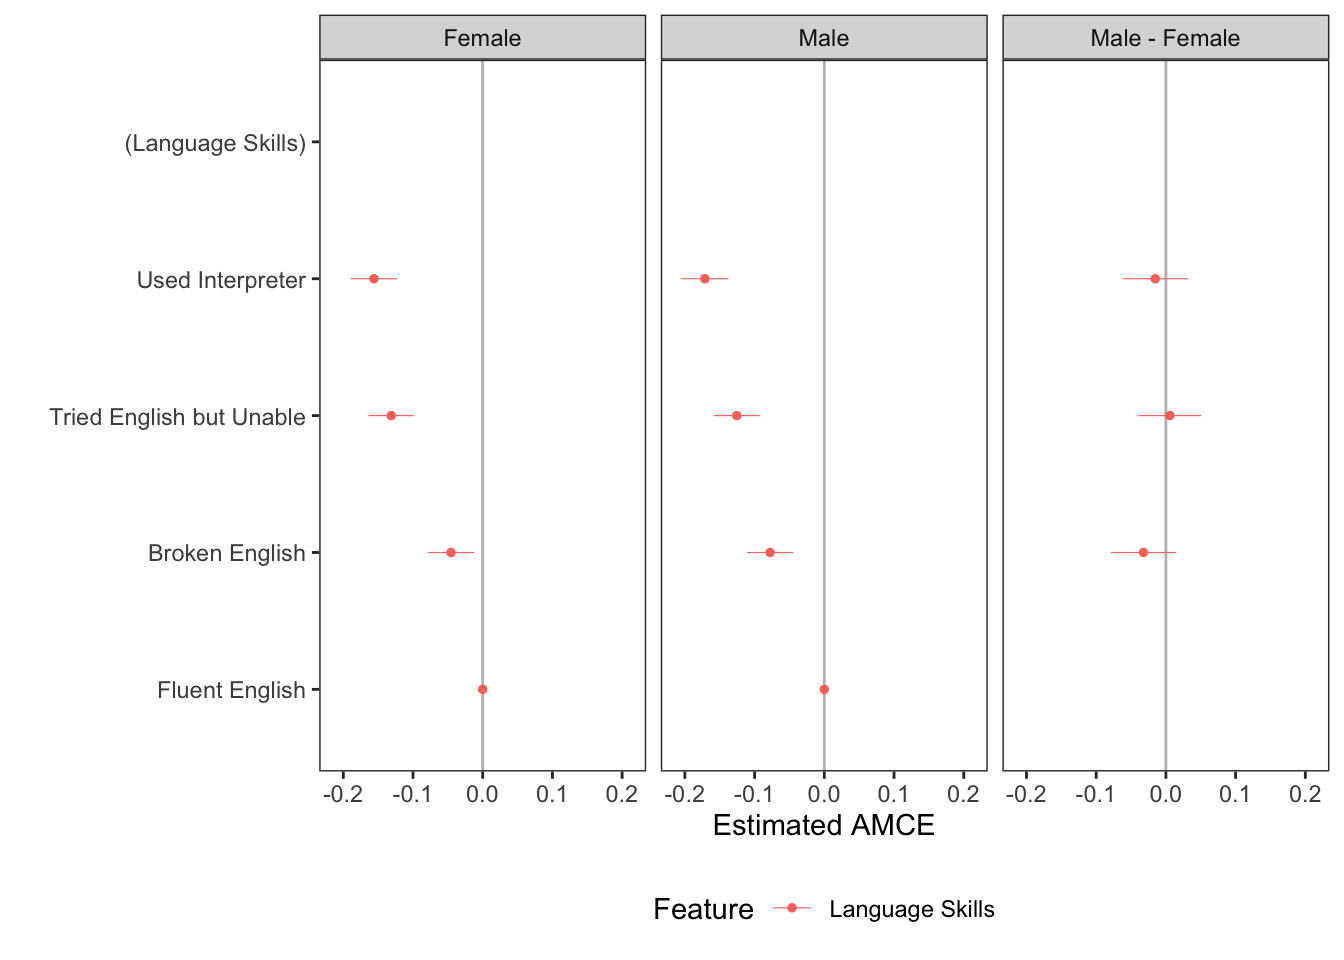 Female Male Male - Female
(Language Skills)
Used Interpreter
Tried English but Unable
Broken English
Fluent English
-0.2 -0.1 0.0 0.1 0.2 -0.2 -0.1 0.0 0.1 0.2 -0.2 -0.1 0.0 0.1 0.2
Estimated AMCE
Feature Language Skills